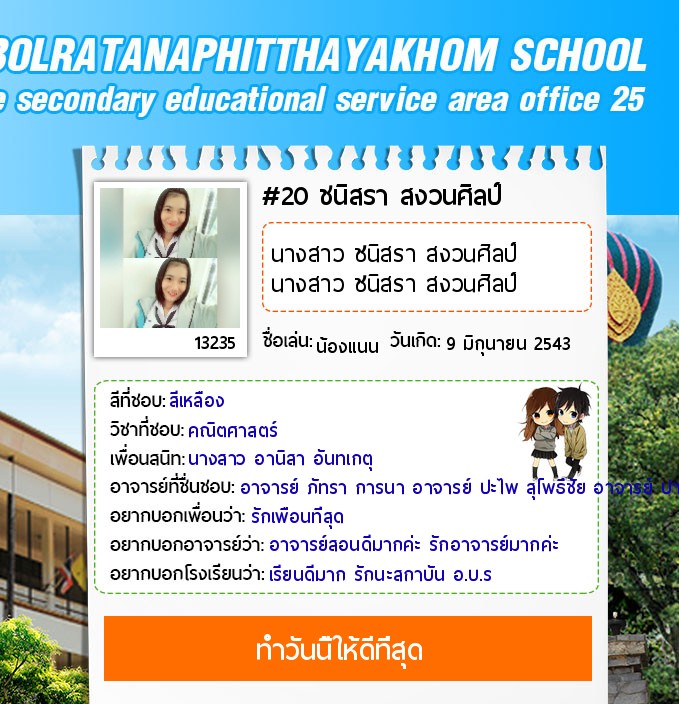 BOLRATANAPHITTHAYAKHOM SCHOOL
e secondary educational service area office 25
#20 ชนิสรา สงวนศิลป์
นางสาว ชนิสรา สงวนศิลป์
นางสาว ชนิสรา สงวนศิลป์
13235
ชื่อเล่น: น้องแนน วันเกิด: 9 มิถุนายน 2543
สีที่ชอบ: สีเหลือง
วิชาที่ชอบ: คณิตศาสตร์
เพื่อนสนิท: นางสาว อานิสา อันทเกตุ
อาจารย์ที่ชื่นชอบ: อาจารย์ ภัทรา การนา อาจารย์ ปะไพ สุโพธิ์ชัย อาจารย์ ปา
อยากบอกเพื่อนว่า: รักเพื่อนที่สุด
อยากบอกอาจารย์ว่า: อาจารย์สอนดีมากค่ะ รักอาจารย์มากค่ะ
อยากบอกโรงเรียนว่า: เรียนดีมาก รักนะสถาบัน อ.บ.ร
ทำวันนี้ให้ดีที่สุด